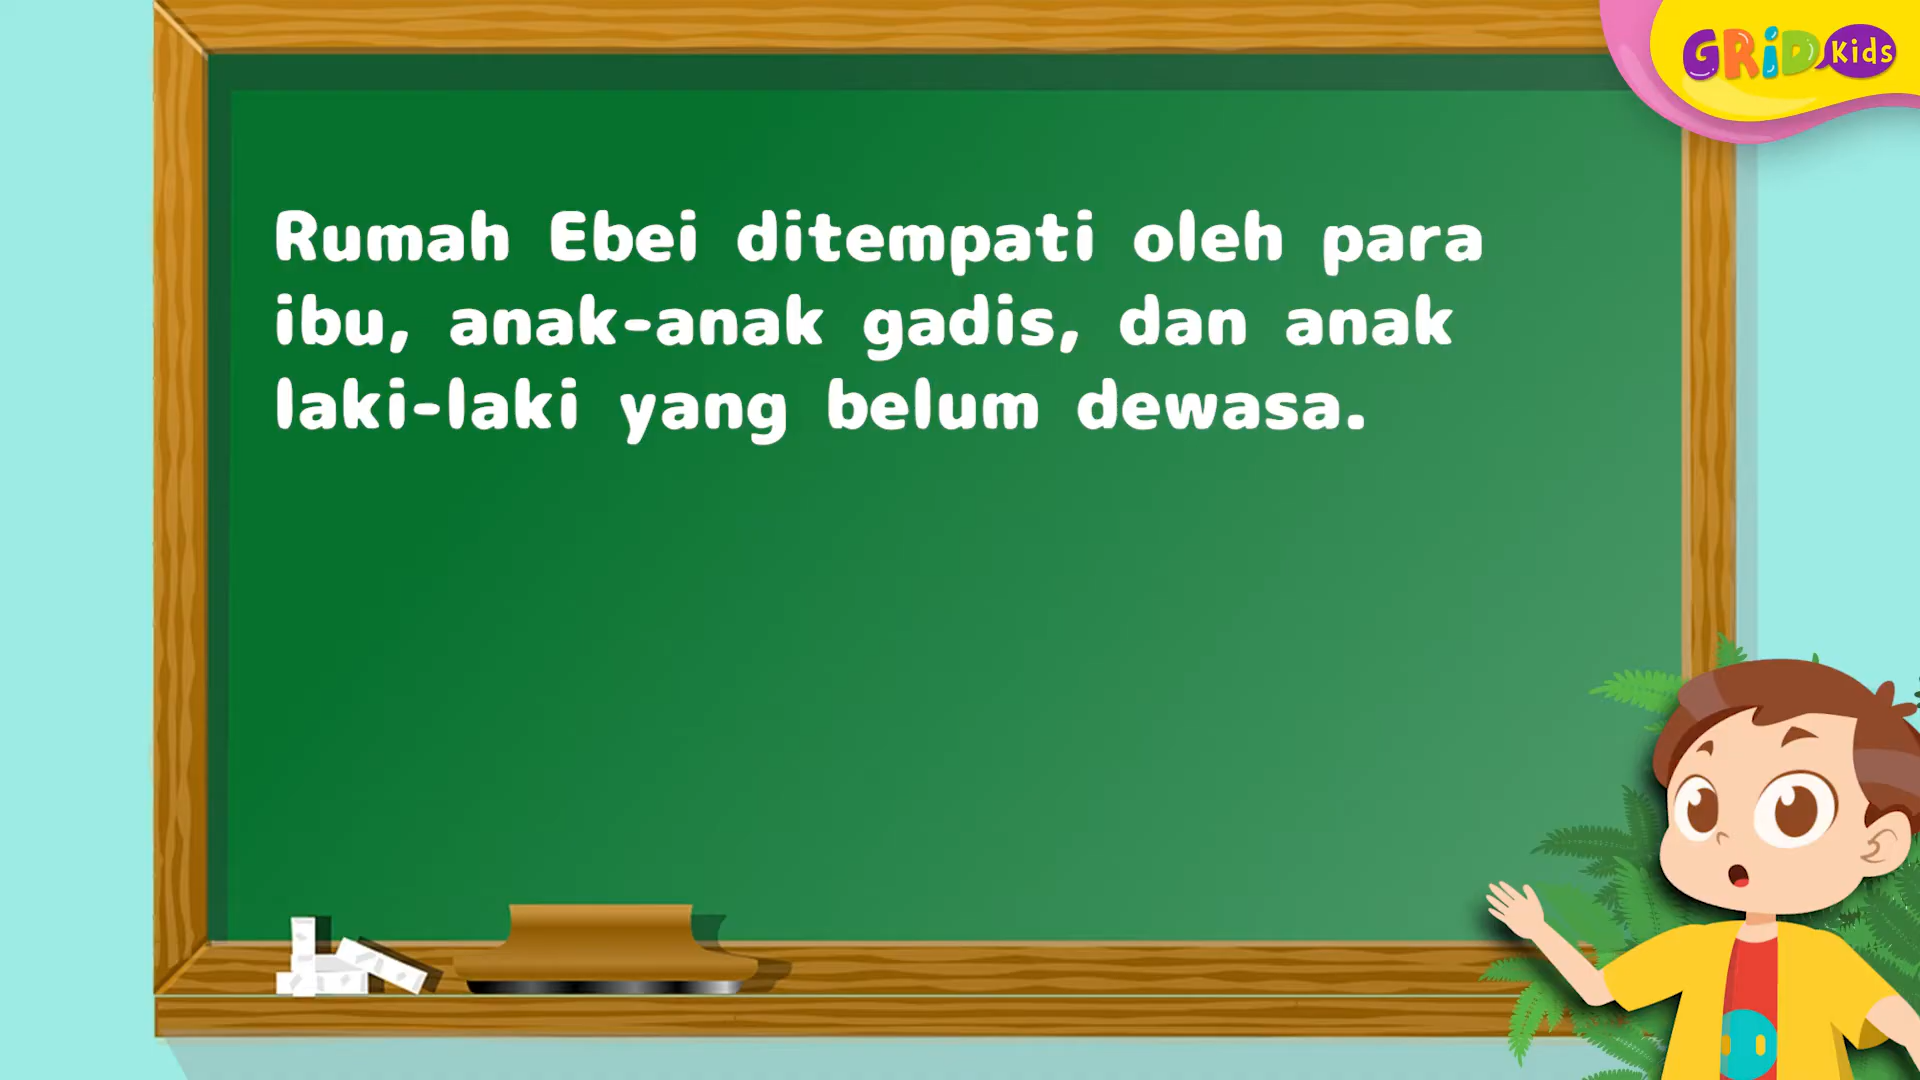 GRiD Kids
Rumah Ebei ditempati oleh para
ibu, anak-anak gadis, dan anak
laki-laki yang belum dewasa.